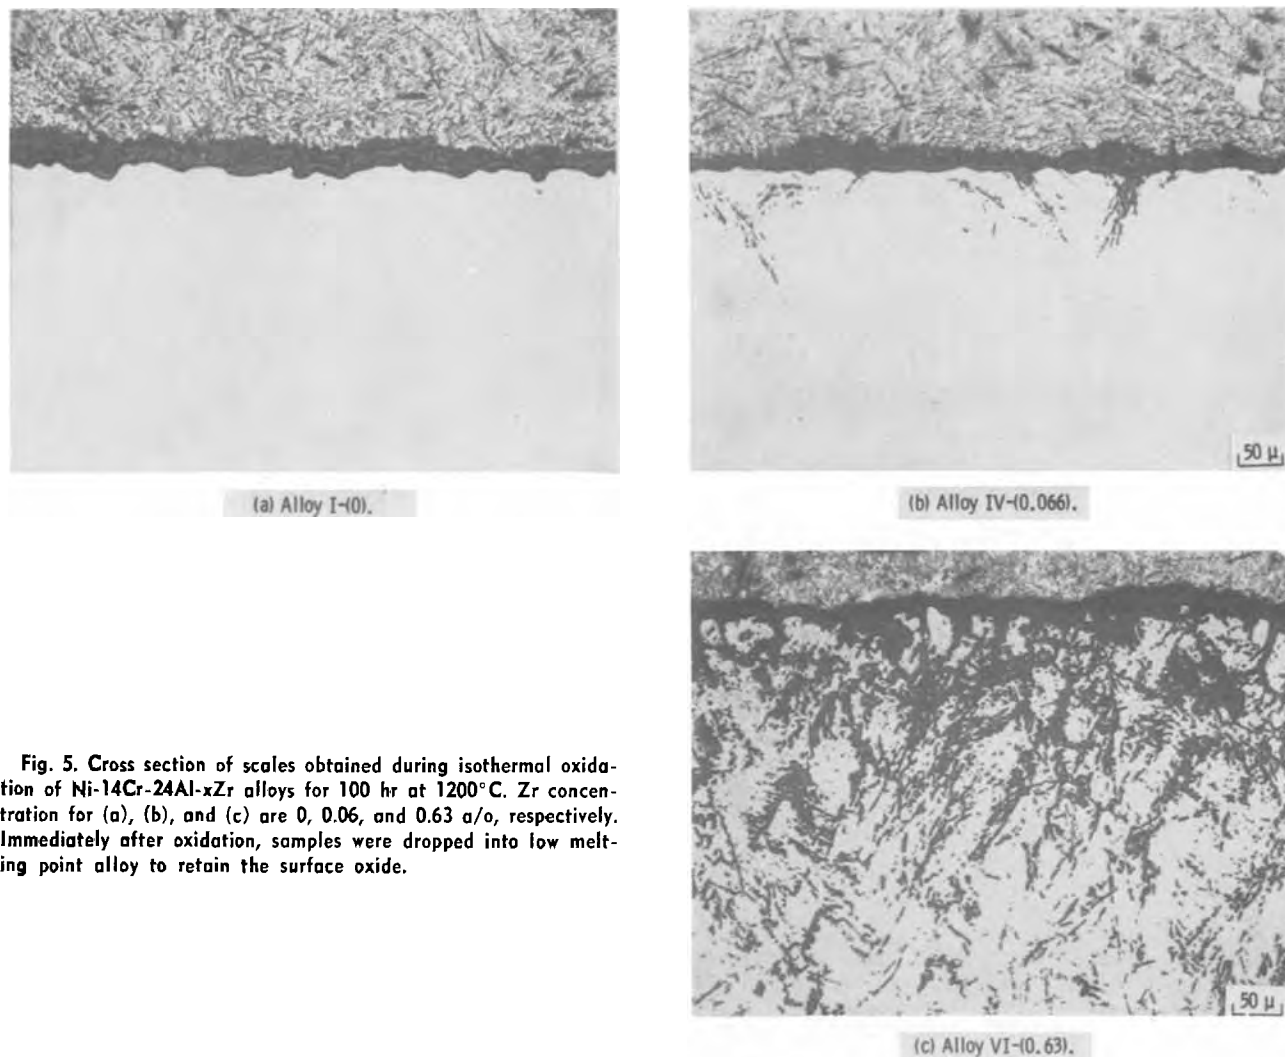 50 μ
(a) Alloy I-(0).
(b) Alloy IV-(0.066).
Fig. 5. Cross section of scales obtained during isothermal oxida-
tion of Ni-14Cr-24Al-xZr alloys for 100 hr at 1200°C. Zr concen-
tration for (a), (b), and (c) are 0, 0.06, and 0.63 a/o, respectively.
Immediately after oxidation, samples were dropped into low melt-
ing point alloy to retain the surface oxide.
50 μ
(c) Alloy VI-(0.63).